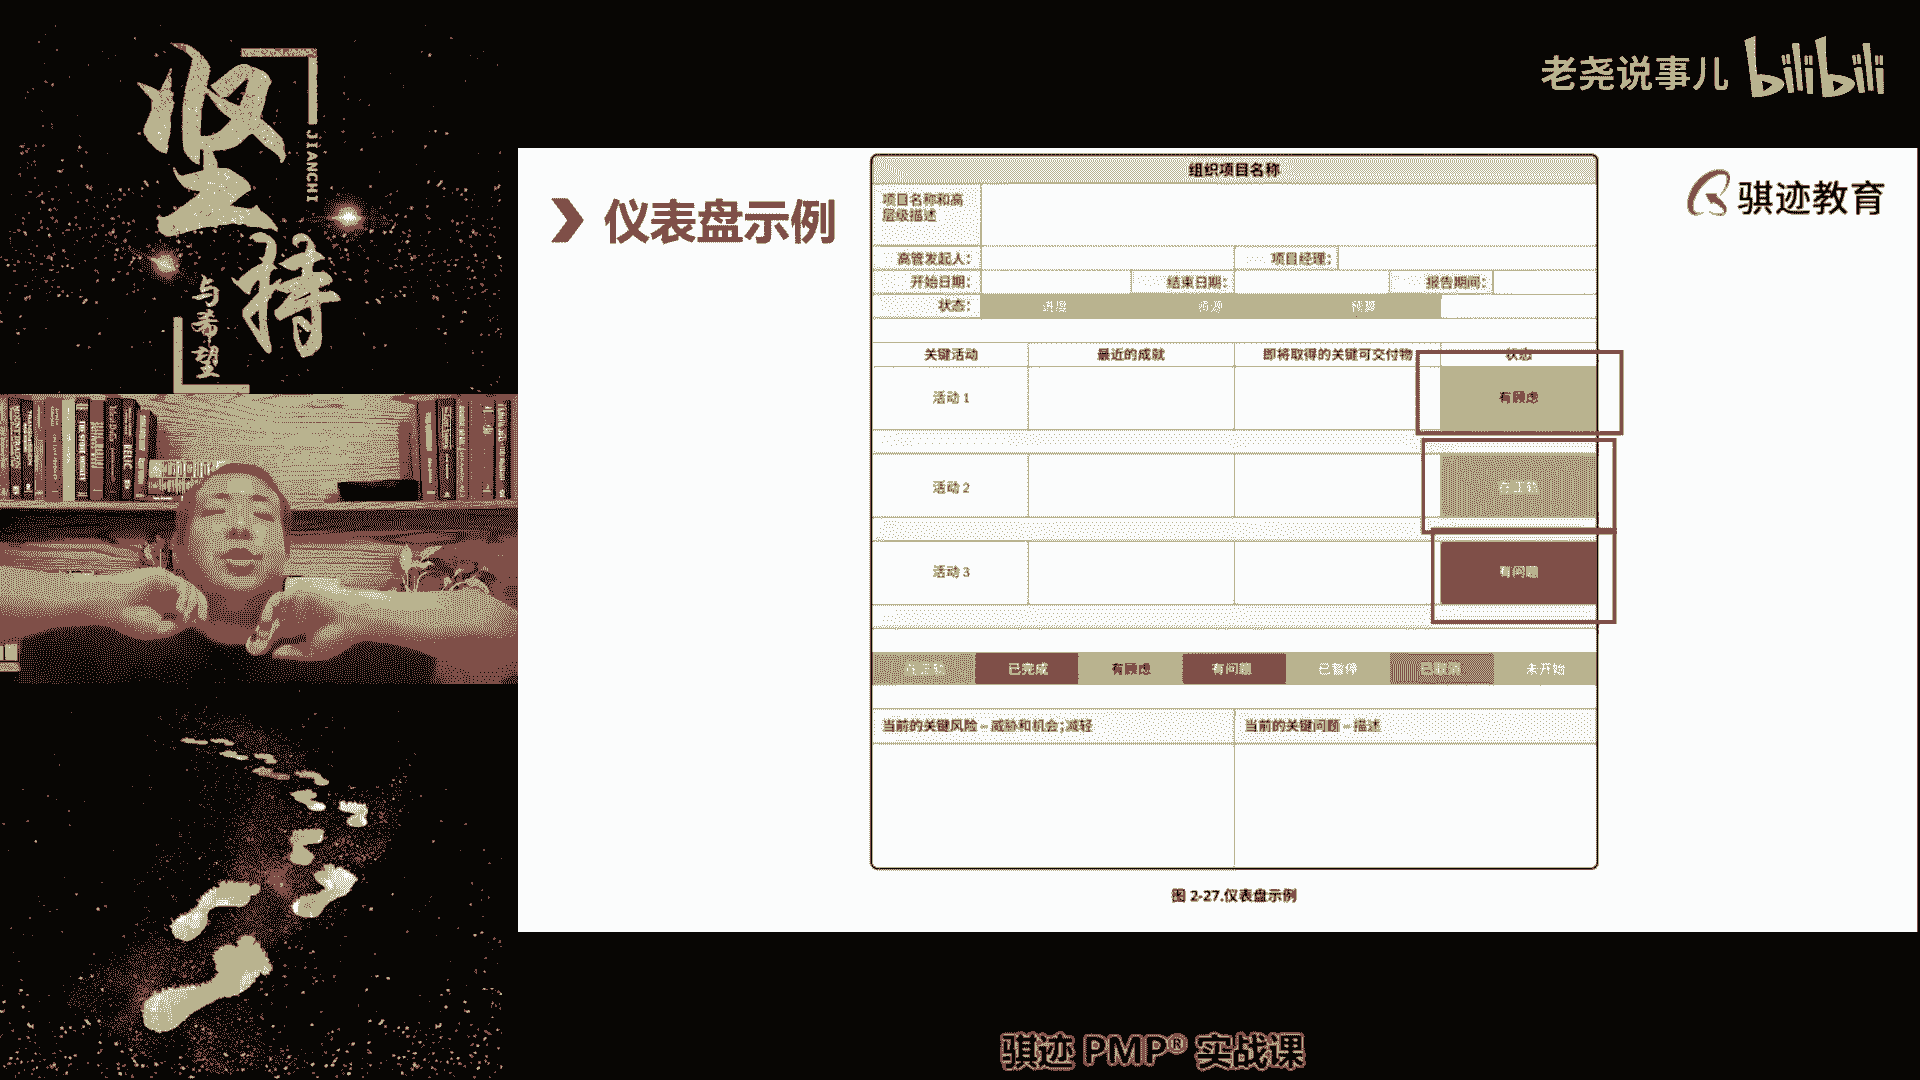 坚持
JIANCHI
与希望
老尧说事儿 bilibili
骐迹教育
仪表盘示例
组织项目名称
项目名称和高
层级描述
高管发起人：
项目经理：
开始日期：
结束日期：
报告期间：
状态：
进度
资源
预算
关键活动
最近的成就
即将取得的关键可交付物
状态
活动 1
有顾虑
活动 2
在正轨
活动 3
有问题
在正轨
已完成
有顾虑
有问题
已暂停
已取消
未开始
当前的关键风险 – 威胁和机会；减轻
当前的关键问题 – 描述
图 2-27.仪表盘示例
骐迹 PMP® 实战课